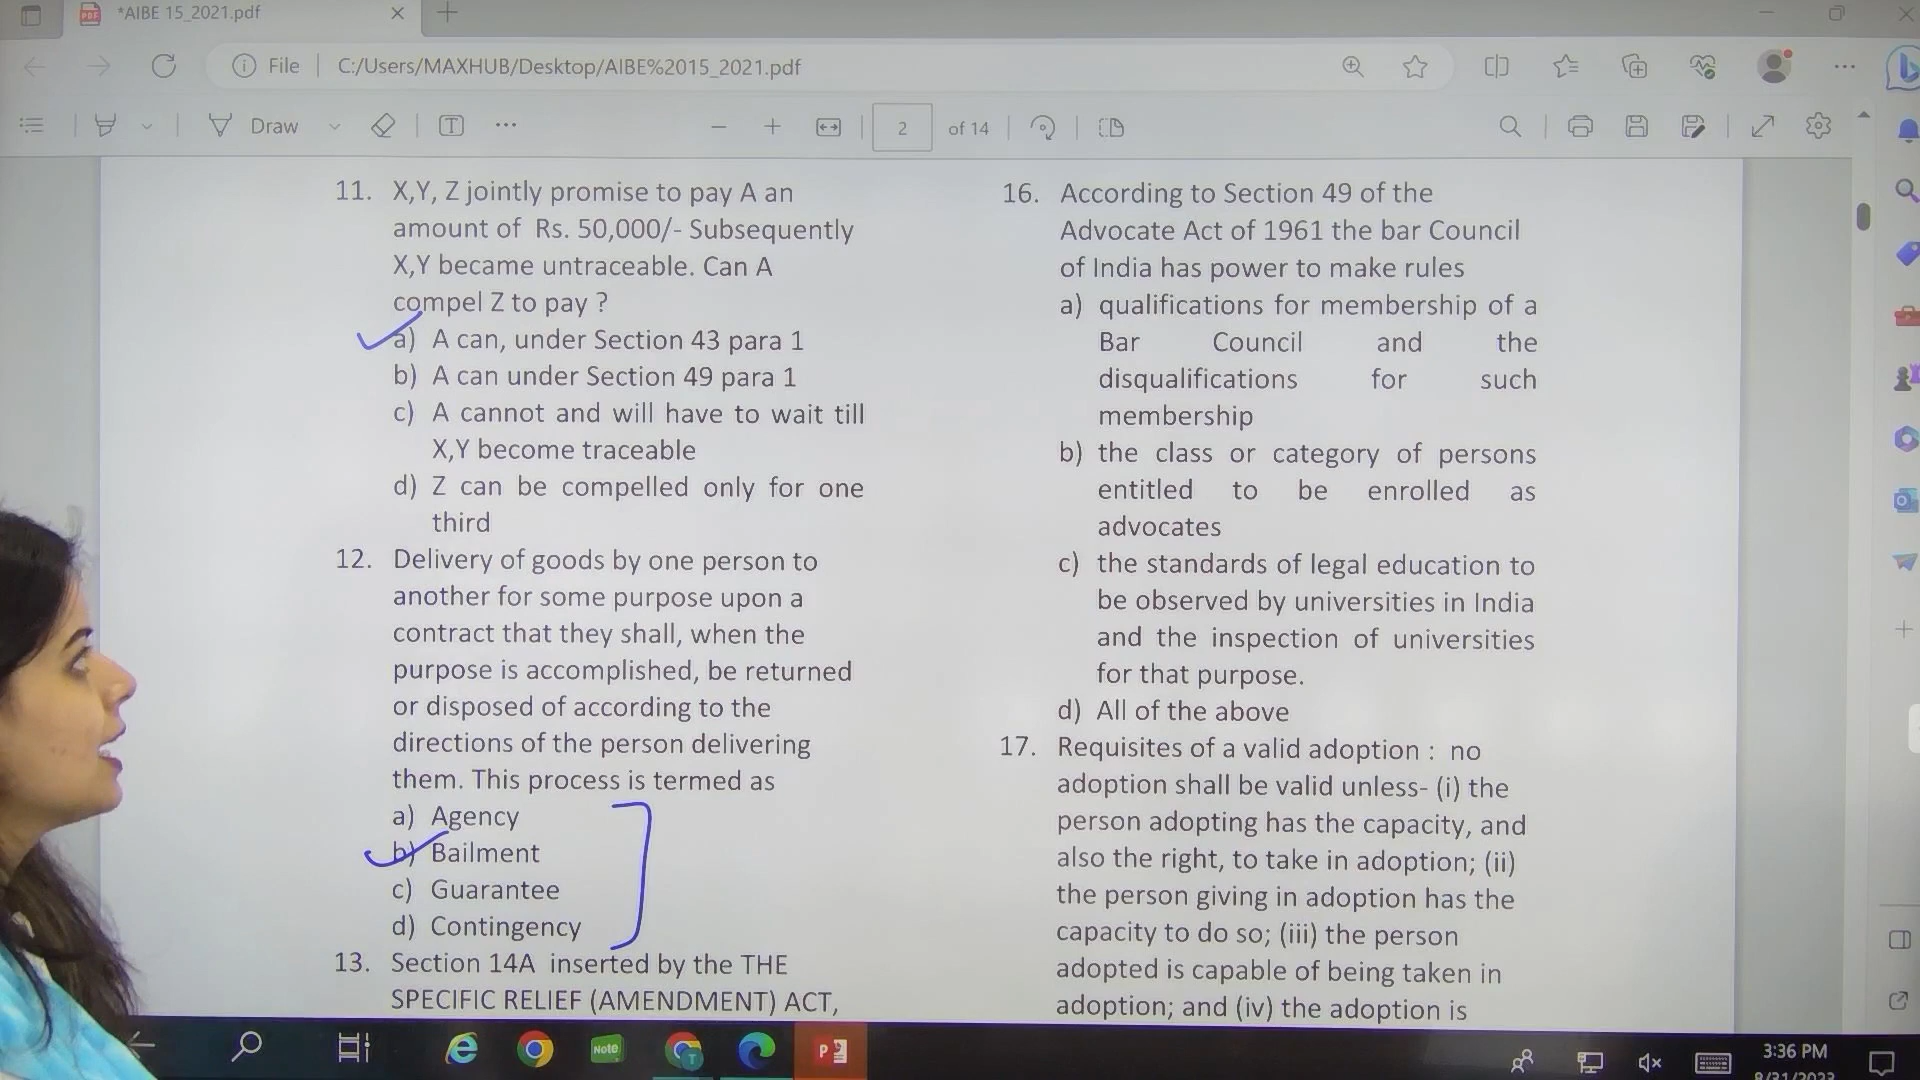 *AIBE 15_2021.pdf
File
C:/Users/MAXHUB/Desktop/AIBE%2015_2021.pdf
Draw
2 of 14
11. X,Y, Z jointly promise to pay A an
amount of Rs. 50,000/- Subsequently
X,Y became untraceable. Can A
compel Z to pay ?
a) A can, under Section 43 para 1
b) A can under Section 49 para 1
c) A cannot and will have to wait till
X,Y become traceable
d) Z can be compelled only for one
third
12. Delivery of goods by one person to
another for some purpose upon a
contract that they shall, when the
purpose is accomplished, be returned
or disposed of according to the
directions of the person delivering
them. This process is termed as
a) Agency
b) Bailment
c) Guarantee
d) Contingency
13. Section 14A inserted by the THE
SPECIFIC RELIEF (AMENDMENT) ACT,
16. According to Section 49 of the
Advocate Act of 1961 the bar Council
of India has power to make rules
a) qualifications for membership of a
Bar Council and the
disqualifications for such
membership
b) the class or category of persons
entitled to be enrolled as
advocates
c) the standards of legal education to
be observed by universities in India
and the inspection of universities
for that purpose.
d) All of the above
17. Requisites of a valid adoption : no
adoption shall be valid unless- (i) the
person adopting has the capacity, and
also the right, to take in adoption; (ii)
the person giving in adoption has the
capacity to do so; (iii) the person
adopted is capable of being taken in
adoption; and (iv) the adoption is
Note
3:36 PM
8/31/2023